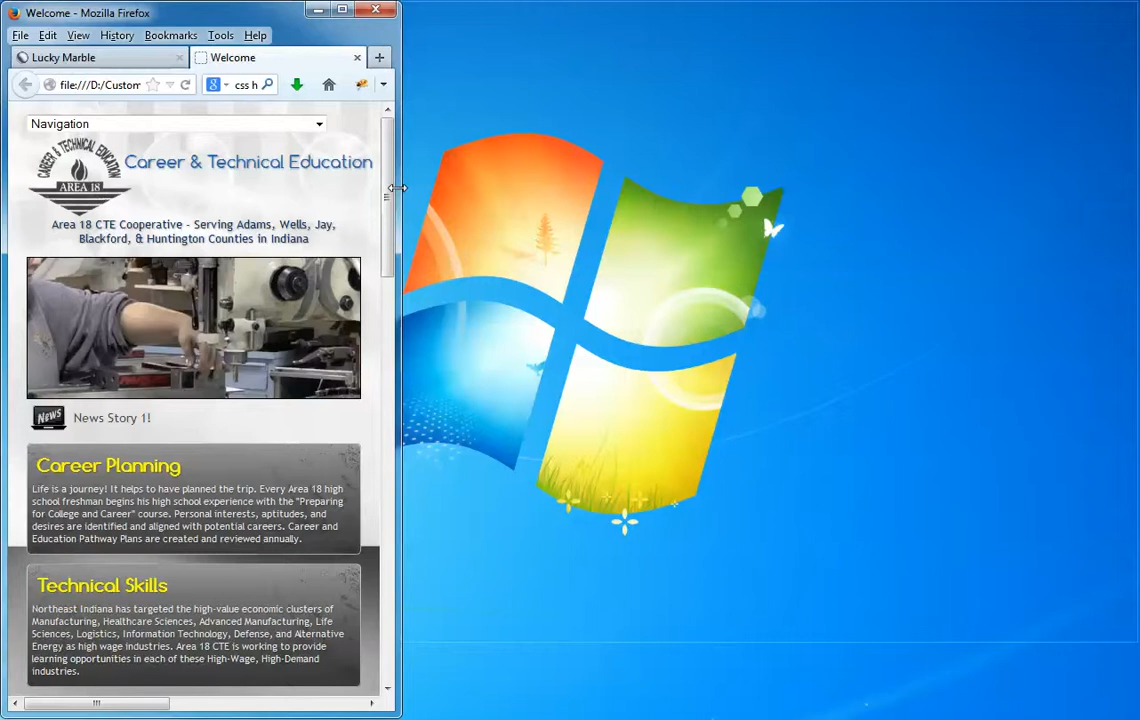 Welcome - Mozilla Firefox
File Edit View History Bookmarks Tools Help
Lucky Marble
Welcome
file:///D:/Custom
css h
Navigation
CAREER & TECHNICAL EDUCATION
AREA 18
Career & Technical Education
Area 18 CTE Cooperative - Serving Adams, Wells, Jay,
Blackford, & Huntington Counties in Indiana
NEWS
News Story 1!
Career Planning
Life is a journey! It helps to have planned the trip. Every Area 18 high
school freshman begins his high school experience with the "Preparing
for College and Career" course. Personal interests, aptitudes, and
desires are identified and aligned with potential careers. Career and
Education Pathway Plans are created and reviewed annually.
Technical Skills
Northeast Indiana has targeted the high-value economic clusters of
Manufacturing, Healthcare Sciences, Advanced Manufacturing, Life
Sciences, Logistics, Information Technology, Defense, and Alternative
Energy as high wage industries. Area 18 CTE is working to provide
learning opportunities in each of these High-Wage, High-Demand
industries.